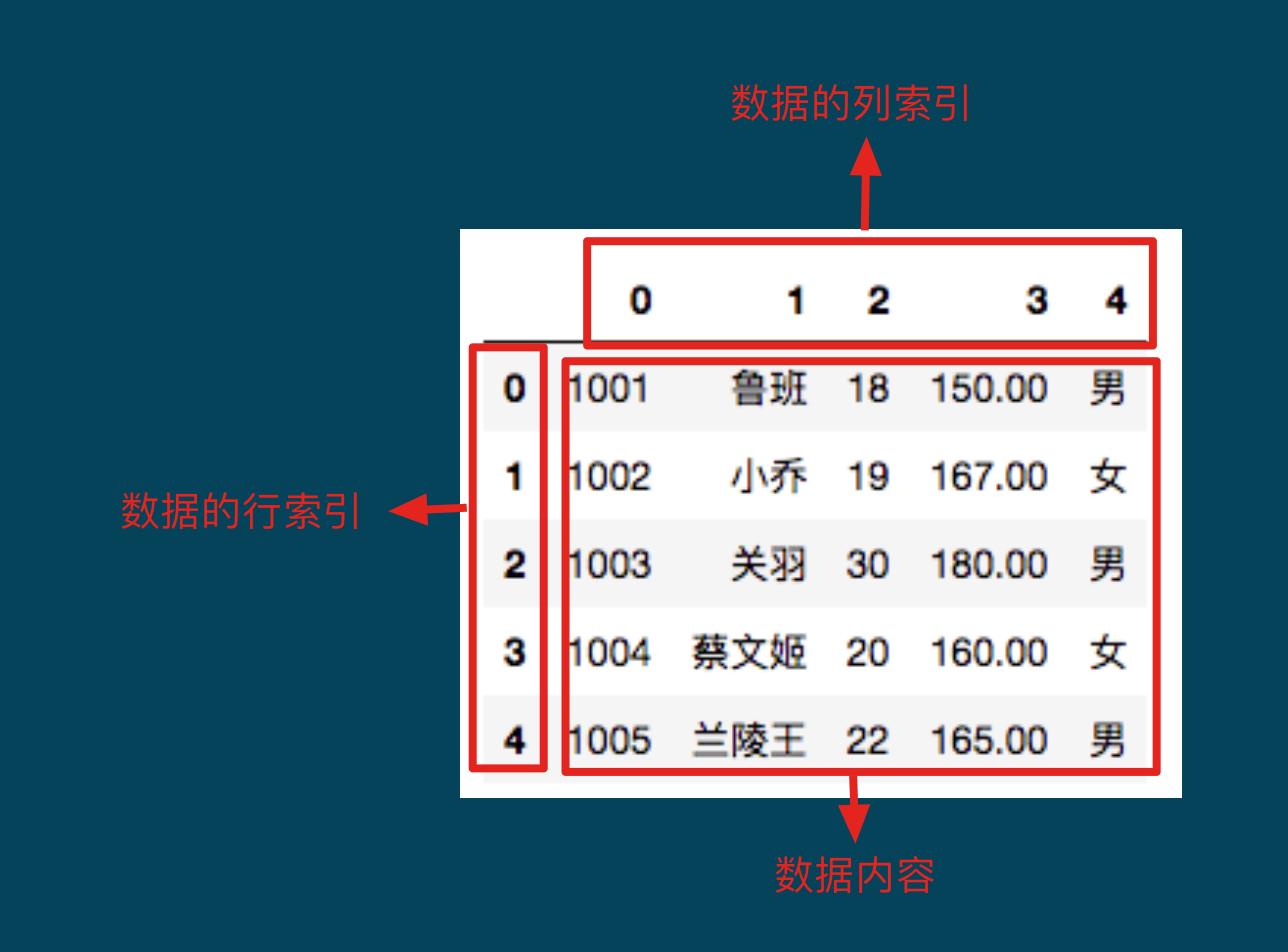 数据的列索引
0 1 2 3 4
0 1001 鲁班 18 150.00 男
1 1002 小乔 19 167.00 女
数据的行索引
2 1003 关羽 30 180.00 男
3 1004 蔡文姬 20 160.00 女
4 1005 兰陵王 22 165.00 男
数据内容